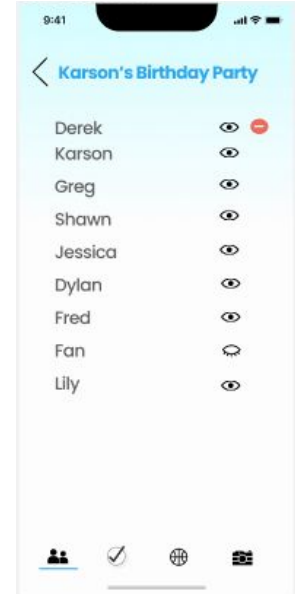 9:41
Karson's Birthday Party
Derek
Karson
Greg
Shawn
Jessica
Dylan
Fred
Fan
Lily